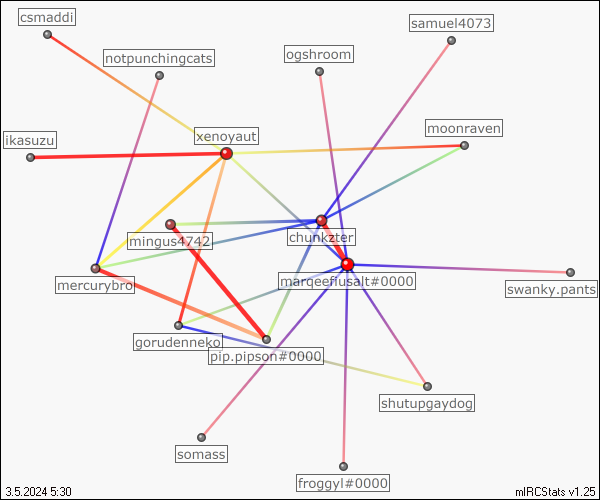 csmaddi
samuel4073
notpunchingcats
ogshroom
moonraven
xenoyaut
ikasuzu
chunkzter
mingus4742
marqeeflusalt#0000
mercurybro
swanky.pants
gorudenneko
pip.pipson#0000
shutupgaydog
somass
froggyl#0000
3.5.2024 5:30
mIRCStats v1.25